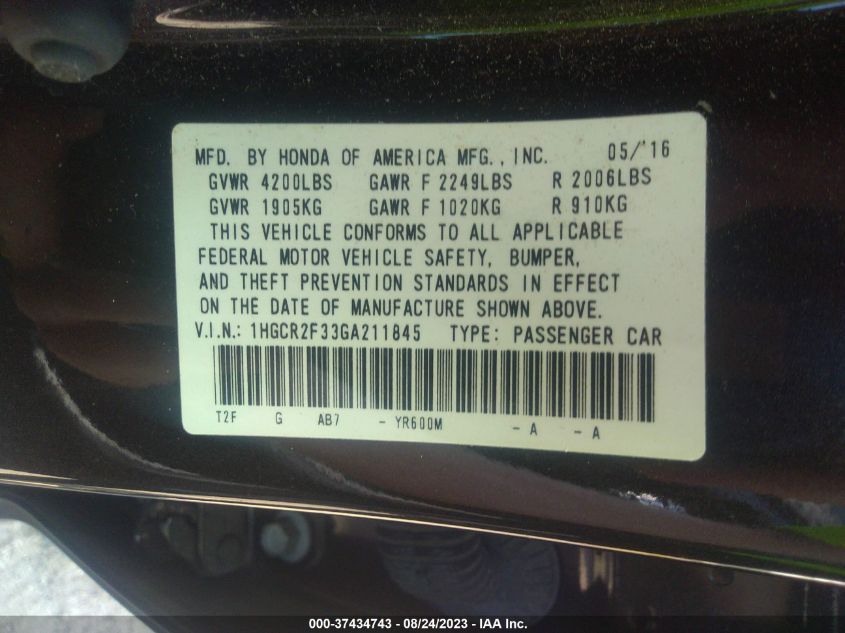 MFD. BY HONDA OF AMERICA MFG., INC. 05/'16
GVWR 4200LBS GAWR F 2249LBS R 2006LBS
GVWR 1905KG GAWR F 1020KG R 910KG
THIS VEHICLE CONFORMS TO ALL APPLICABLE
FEDERAL MOTOR VEHICLE SAFETY, BUMPER,
AND THEFT PREVENTION STANDARDS IN EFFECT
ON THE DATE OF MANUFACTURE SHOWN ABOVE.
V.I.N.: 1HGCR2F33GA211845 TYPE: PASSENGER CAR
T2F G AB7 - YR600M - A - A
000-37434743 - 08/24/2023 - IAA Inc.